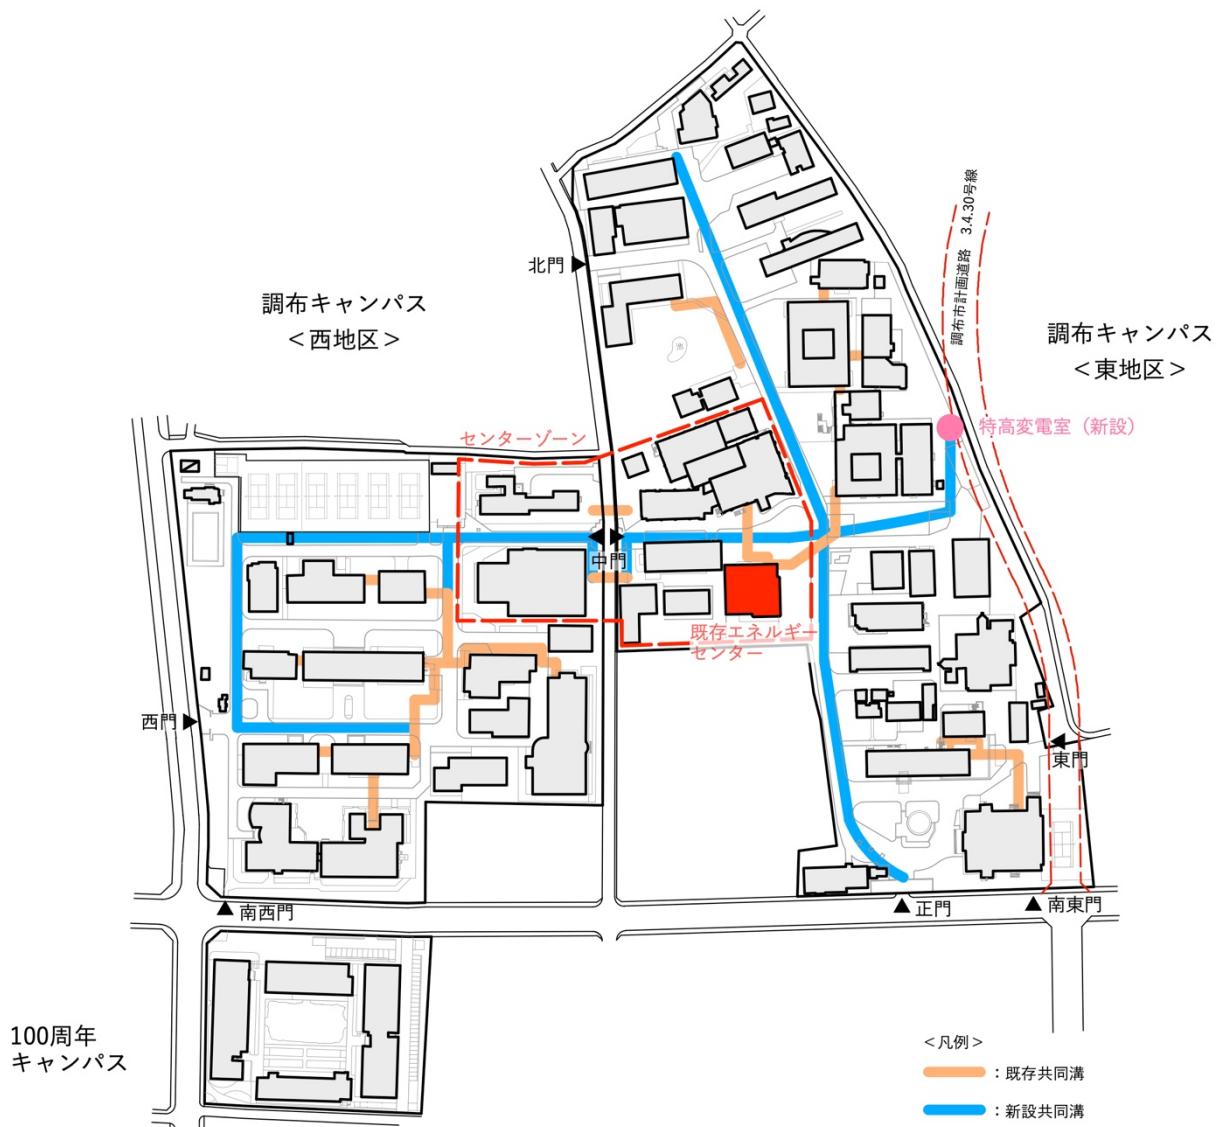 調布市計画道路 3.4.30号線
北門
調布キャンパス
＜西地区＞
調布キャンパス
＜東地区＞
池
センターゾーン
特高変電室（新設）
中門
既存エネルギー
センター
西門
東門
南西門
正門
南東門
100周年
キャンパス
＜凡例＞
：既存共同溝
：新設共同溝